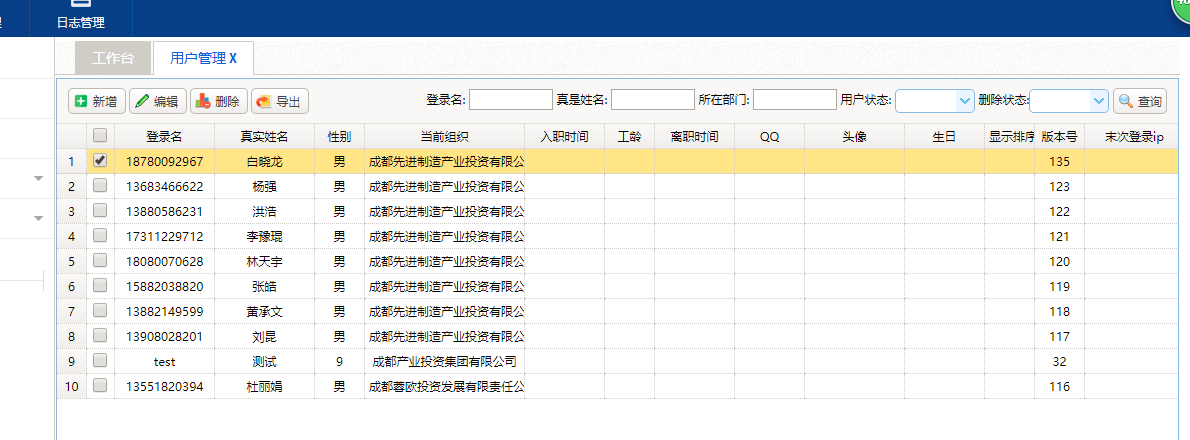 日志管理
工作台 用户管理 X
新增 编辑 删除 导出 登录名: 真是姓名: 所在部门: 用户状态: 删除状态: 查询
登录名 真实姓名 性别 当前组织 入职时间 工龄 离职时间 QQ 头像 生日 显示排序 版本号 末次登录ip
1 18780092967 白晓龙 男 成都先进制造产业投资有限公 135
2 13683466622 杨强 男 成都先进制造产业投资有限公 123
3 13880586231 洪浩 男 成都先进制造产业投资有限公 122
4 17311229712 李豫琨 男 成都先进制造产业投资有限公 121
5 18080070628 林天宇 男 成都先进制造产业投资有限公 120
6 15882038820 张皓 男 成都先进制造产业投资有限公 119
7 13882149599 黄承文 男 成都先进制造产业投资有限公 118
8 13908028201 刘昆 男 成都先进制造产业投资有限公 117
9 test 测试 9 成都产业投资集团有限公司 32
10 13551820394 杜丽娟 男 成都蓉欧投资发展有限责任公 116